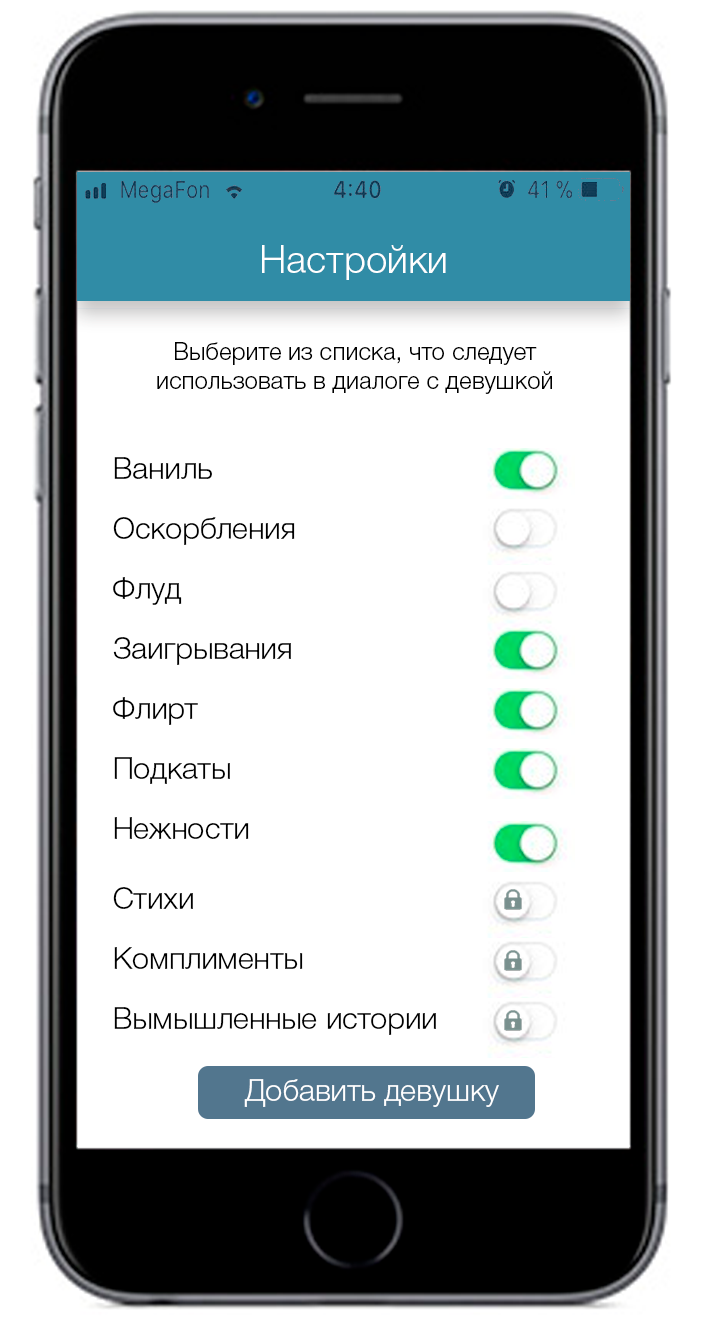 MegaFon 4:40 41 %
Настройки
Выберите из списка, что следует
использовать в диалоге с девушкой
Ваниль
Оскорбления
Флуд
Заигрывания
Флирт
Подкаты
Нежности
Стихи
Комплименты
Вымышленные истории
Добавить девушку